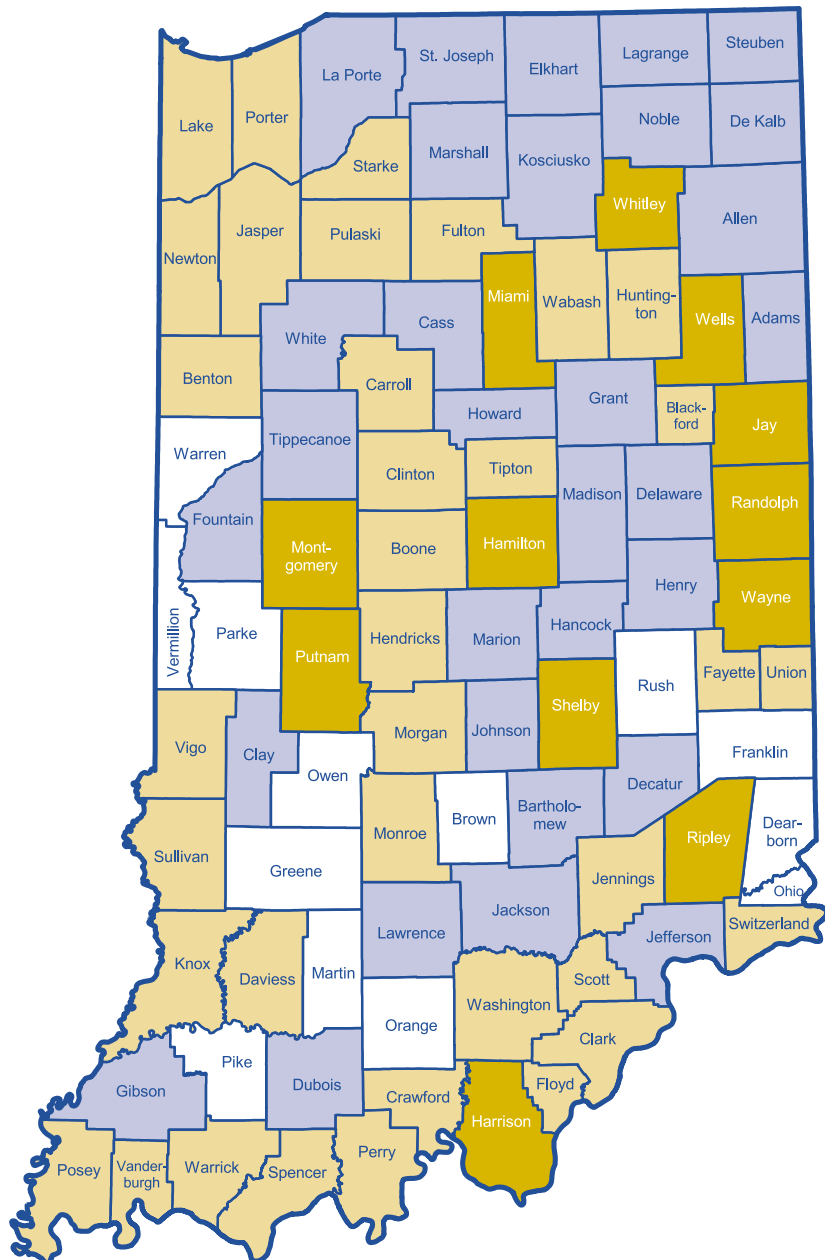 Steuben
St. Joseph
Lagrange
Elkhart
La Porte
Noble
De Kalb
Porter
Lake
Marshall
Kosciusko
Starke
Whitley
Allen
Jasper
Pulaski
Fulton
Newton
Miami
Wabash
Hunting-
ton
Wells
Adams
White
Cass
Benton
Carroll
Grant
Howard
Black-
ford
Jay
Tippecanoe
Warren
Clinton
Tipton
Madison
Delaware
Randolph
Fountain
Mont-
gomery
Boone
Hamilton
Henry
Wayne
Vermillion
Parke
Putnam
Hendricks
Marion
Hancock
Rush
Fayette
Union
Shelby
Vigo
Clay
Morgan
Johnson
Franklin
Owen
Decatur
Monroe
Brown
Bartholo-
mew
Ripley
Dear-
born
Sullivan
Greene
Jennings
Ohio
Lawrence
Jackson
Jefferson
Switzerland
Knox
Daviess
Martin
Scott
Washington
Orange
Clark
Pike
Gibson
Dubois
Crawford
Floyd
Harrison
Posey
Vander-
burgh
Warrick
Spencer
Perry